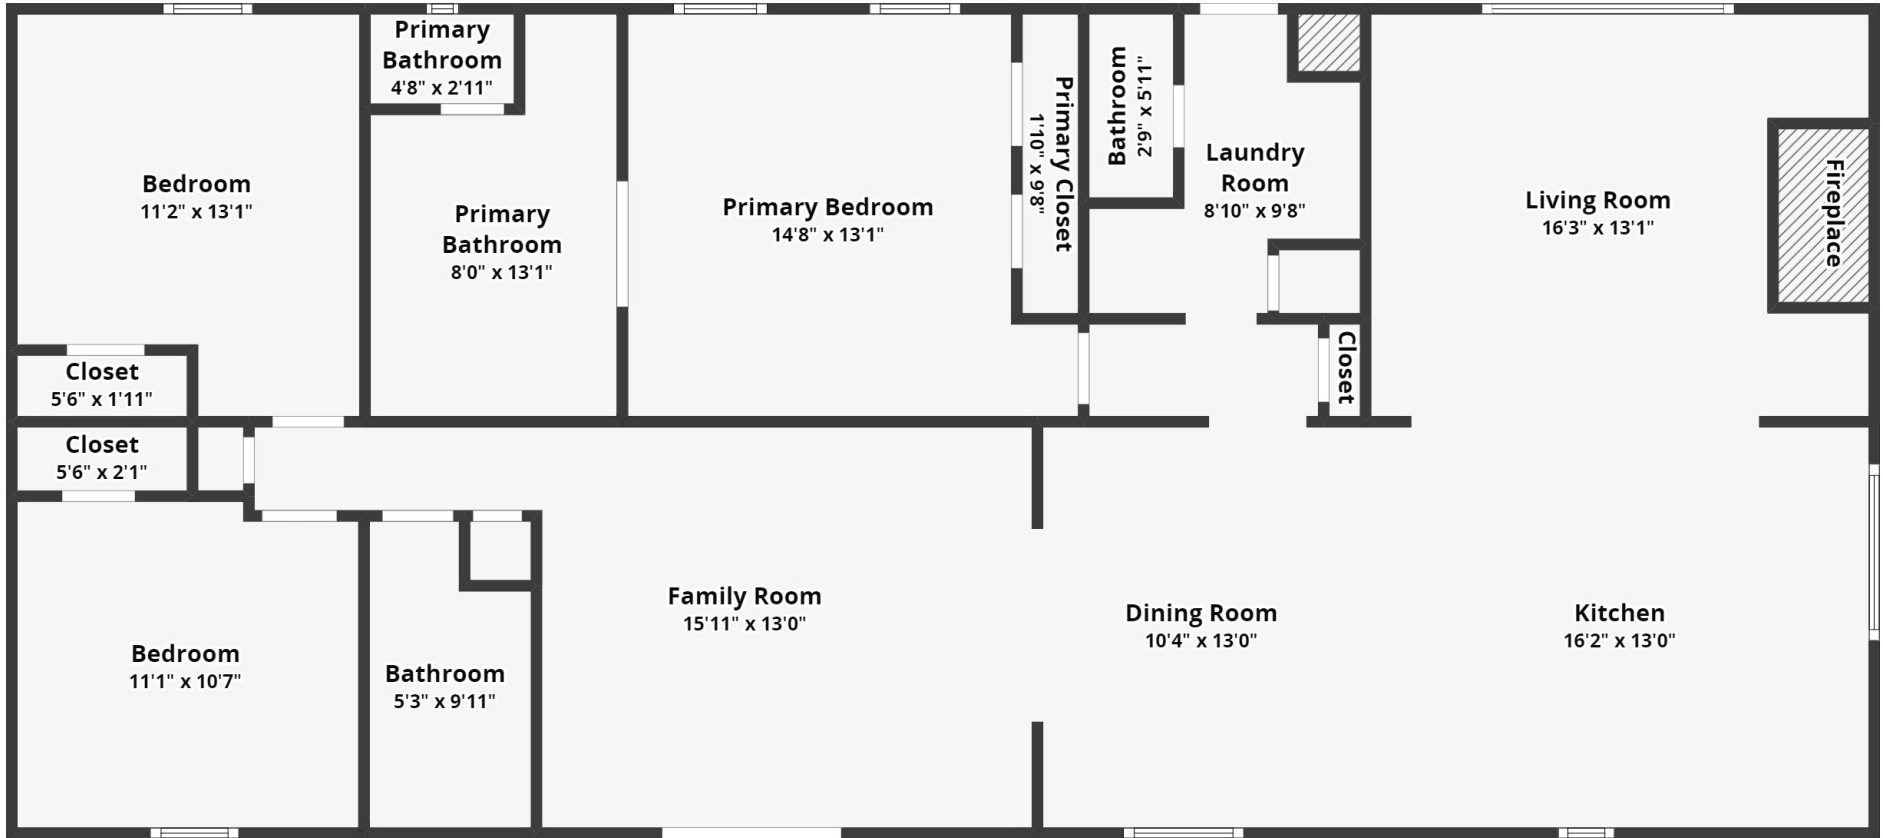 Primary
Bathroom
4'8" x 2'11"
Bedroom
11'2" x 13'1"
Primary
Bathroom
8'0" x 13'1"
Primary Bedroom
14'8" x 13'1"
Primary Closet
1'10" x 9'8"
Bathroom
2'9" x 5'11"
Laundry
Room
8'10" x 9'8"
Living Room
16'3" x 13'1"
Fireplace
Closet
5'6" x 1'11"
Closet
Closet
5'6" x 2'1"
Bedroom
11'1" x 10'7"
Bathroom
5'3" x 9'11"
Family Room
15'11" x 13'0"
Dining Room
10'4" x 13'0"
Kitchen
16'2" x 13'0"